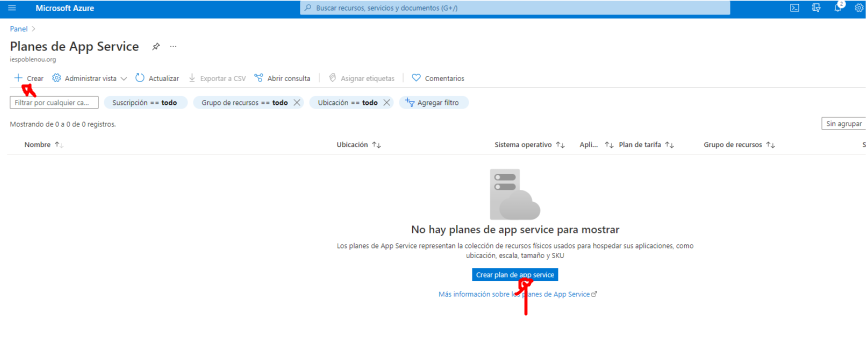 Microsoft Azure
Buscar recursos, servicios y documentos (G+/)
Panel >
Planes de App Service
iespoblenou.org
Crear Administrar vista Actualizar Exportar a CSV Abrir consulta Asignar etiquetas Comentarios
Filtrar por cualquier ca... Suscripción == todo Grupo de recursos == todo Ubicación == todo Agregar filtro
Mostrando de 0 a 0 de registros.
Sin agrupar
Nombre ↑↓ Ubicación ↑↓ Sistema operativo ↑↓ Apli... ↑↓ Plan de tarifa ↑↓ Grupo de recursos ↑↓ S
No hay planes de app service para mostrar
Los planes de App Service representan la colección de recursos físicos usados para hospedar sus aplicaciones, como
ubicación, escala, tamaño y SKU
Crear plan de app service
Más información sobre los planes de App Service